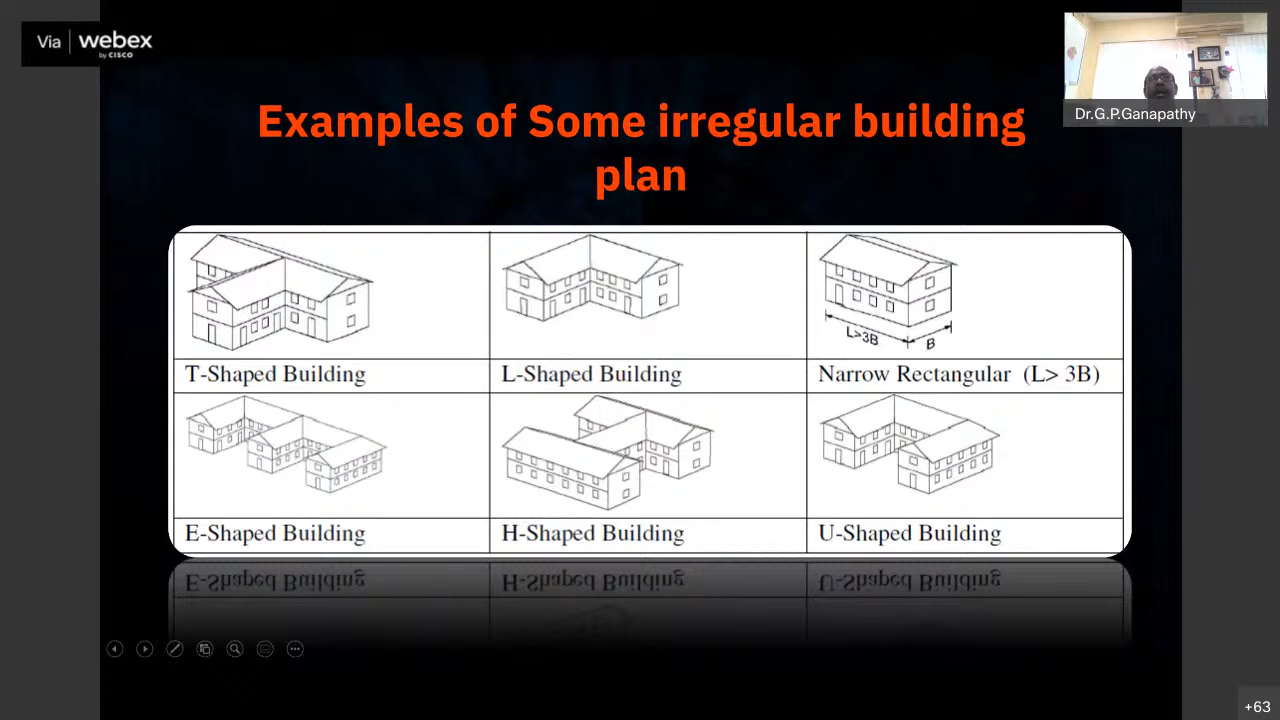 Via webex
by CISCO
Dr.G.P.Ganapathy
Examples of Some irregular building
plan
L>3B
B
T-Shaped Building
L-Shaped Building
Narrow Rectangular (L> 3B)
E-Shaped Building
H-Shaped Building
U-Shaped Building
+63